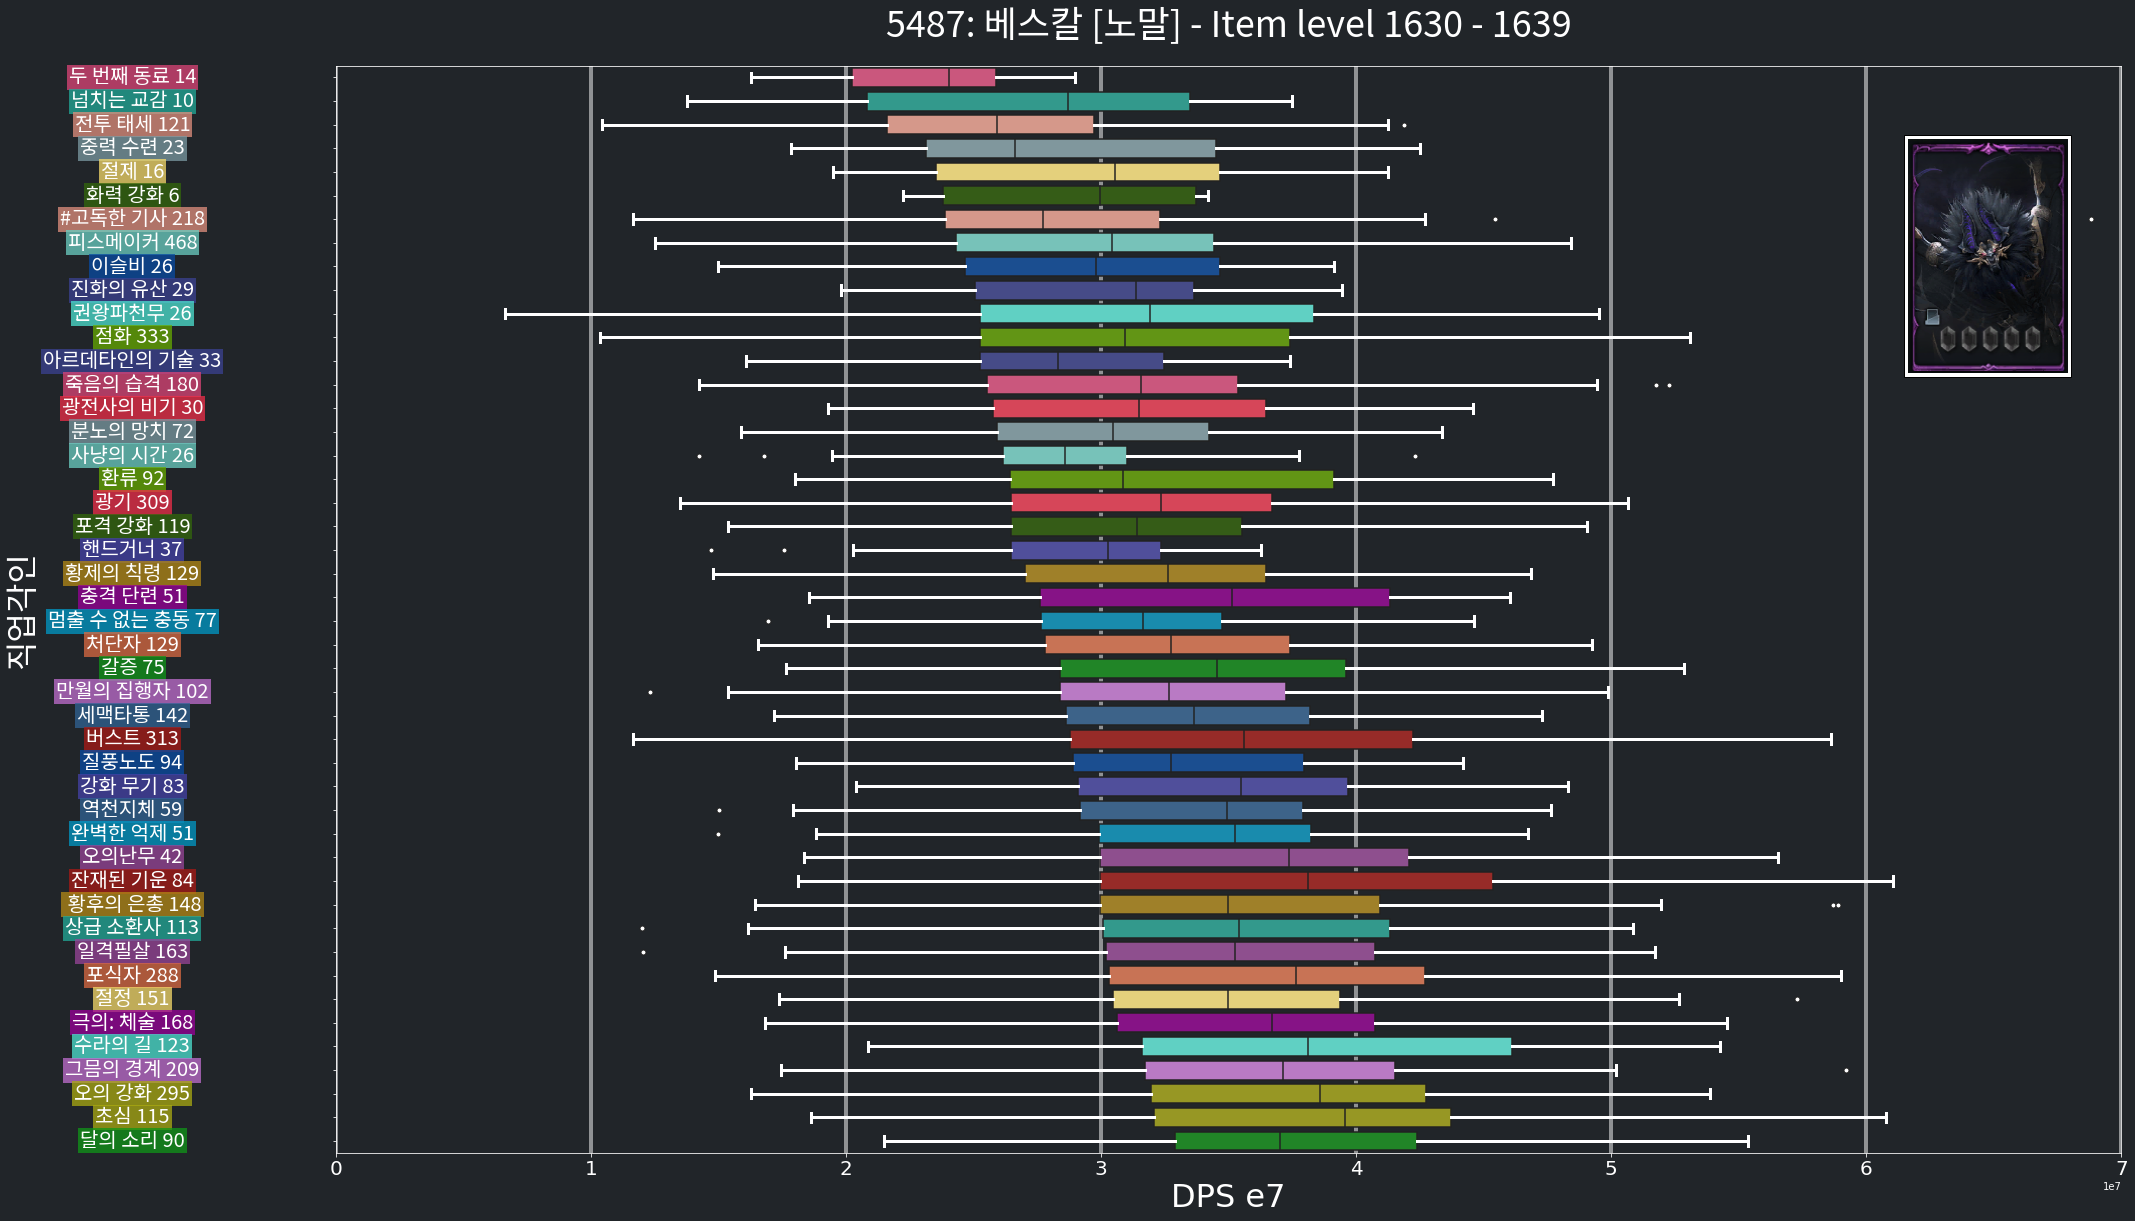 5487: 베스칼 [노말] - Item level 1630 - 1639
두 번째 동료 14
넘치는 교감 10
전투 태세 121
중력 수련 23
절제 16
화력 강화 6
#고독한 기사 218
피스메이커 468
이슬비 26
진화의 유산 29
권왕파천무 26
점화 333
아르데타인의 기술 33
죽음의 습격 180
광전사의 비기 30
분노의 망치 72
사냥의 시간 26
환류 92
광기 309
포격 강화 119
핸드거너 37
황제의 칙령 129
충격 단련 51
멈출 수 없는 충동 77
처단자 129
갈증 75
만월의 집행자 102
세맥타통 142
버스트 313
질풍노도 94
강화 무기 83
역천지체 59
완벽한 억제 51
오의난무 42
잔재된 기운 84
황후의 은총 148
상급 소환사 113
일격필살 163
포식자 288
절정 151
극의: 체술 168
수라의 길 123
그믐의 경계 209
오의 강화 295
초심 115
달의 소리 90
직업각인
0 1 2 3 4 5 6 7
1e7
DPS e7